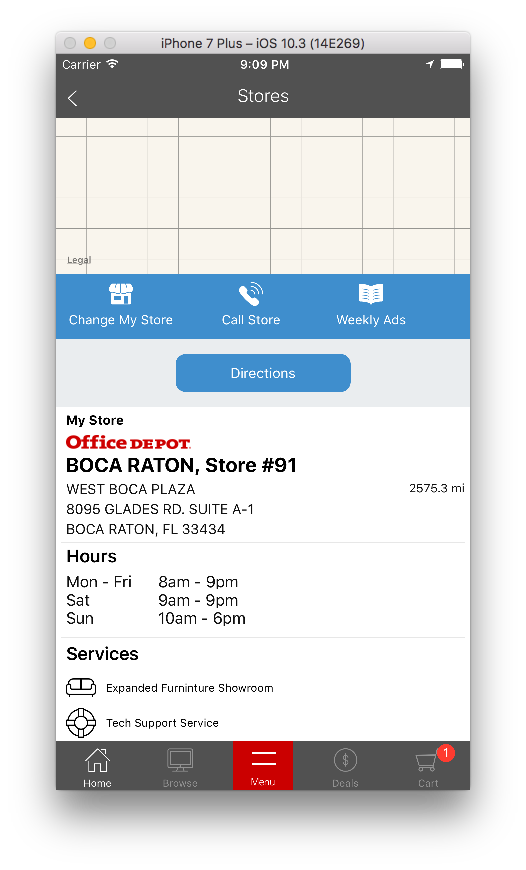 iPhone 7 Plus – iOS 10.3 (14E269)
Carrier 9:09 PM
Stores
Legal
Change My Store Call Store Weekly Ads
Directions
My Store
Office DEPOT.
BOCA RATON, Store #91
WEST BOCA PLAZA 2575.3 mi
8095 GLADES RD. SUITE A-1
BOCA RATON, FL 33434
Hours
Mon - Fri 8am - 9pm
Sat 9am - 9pm
Sun 10am - 6pm
Services
Expanded Furninture Showroom
Tech Support Service
1
Home Browse Menu Deals Cart